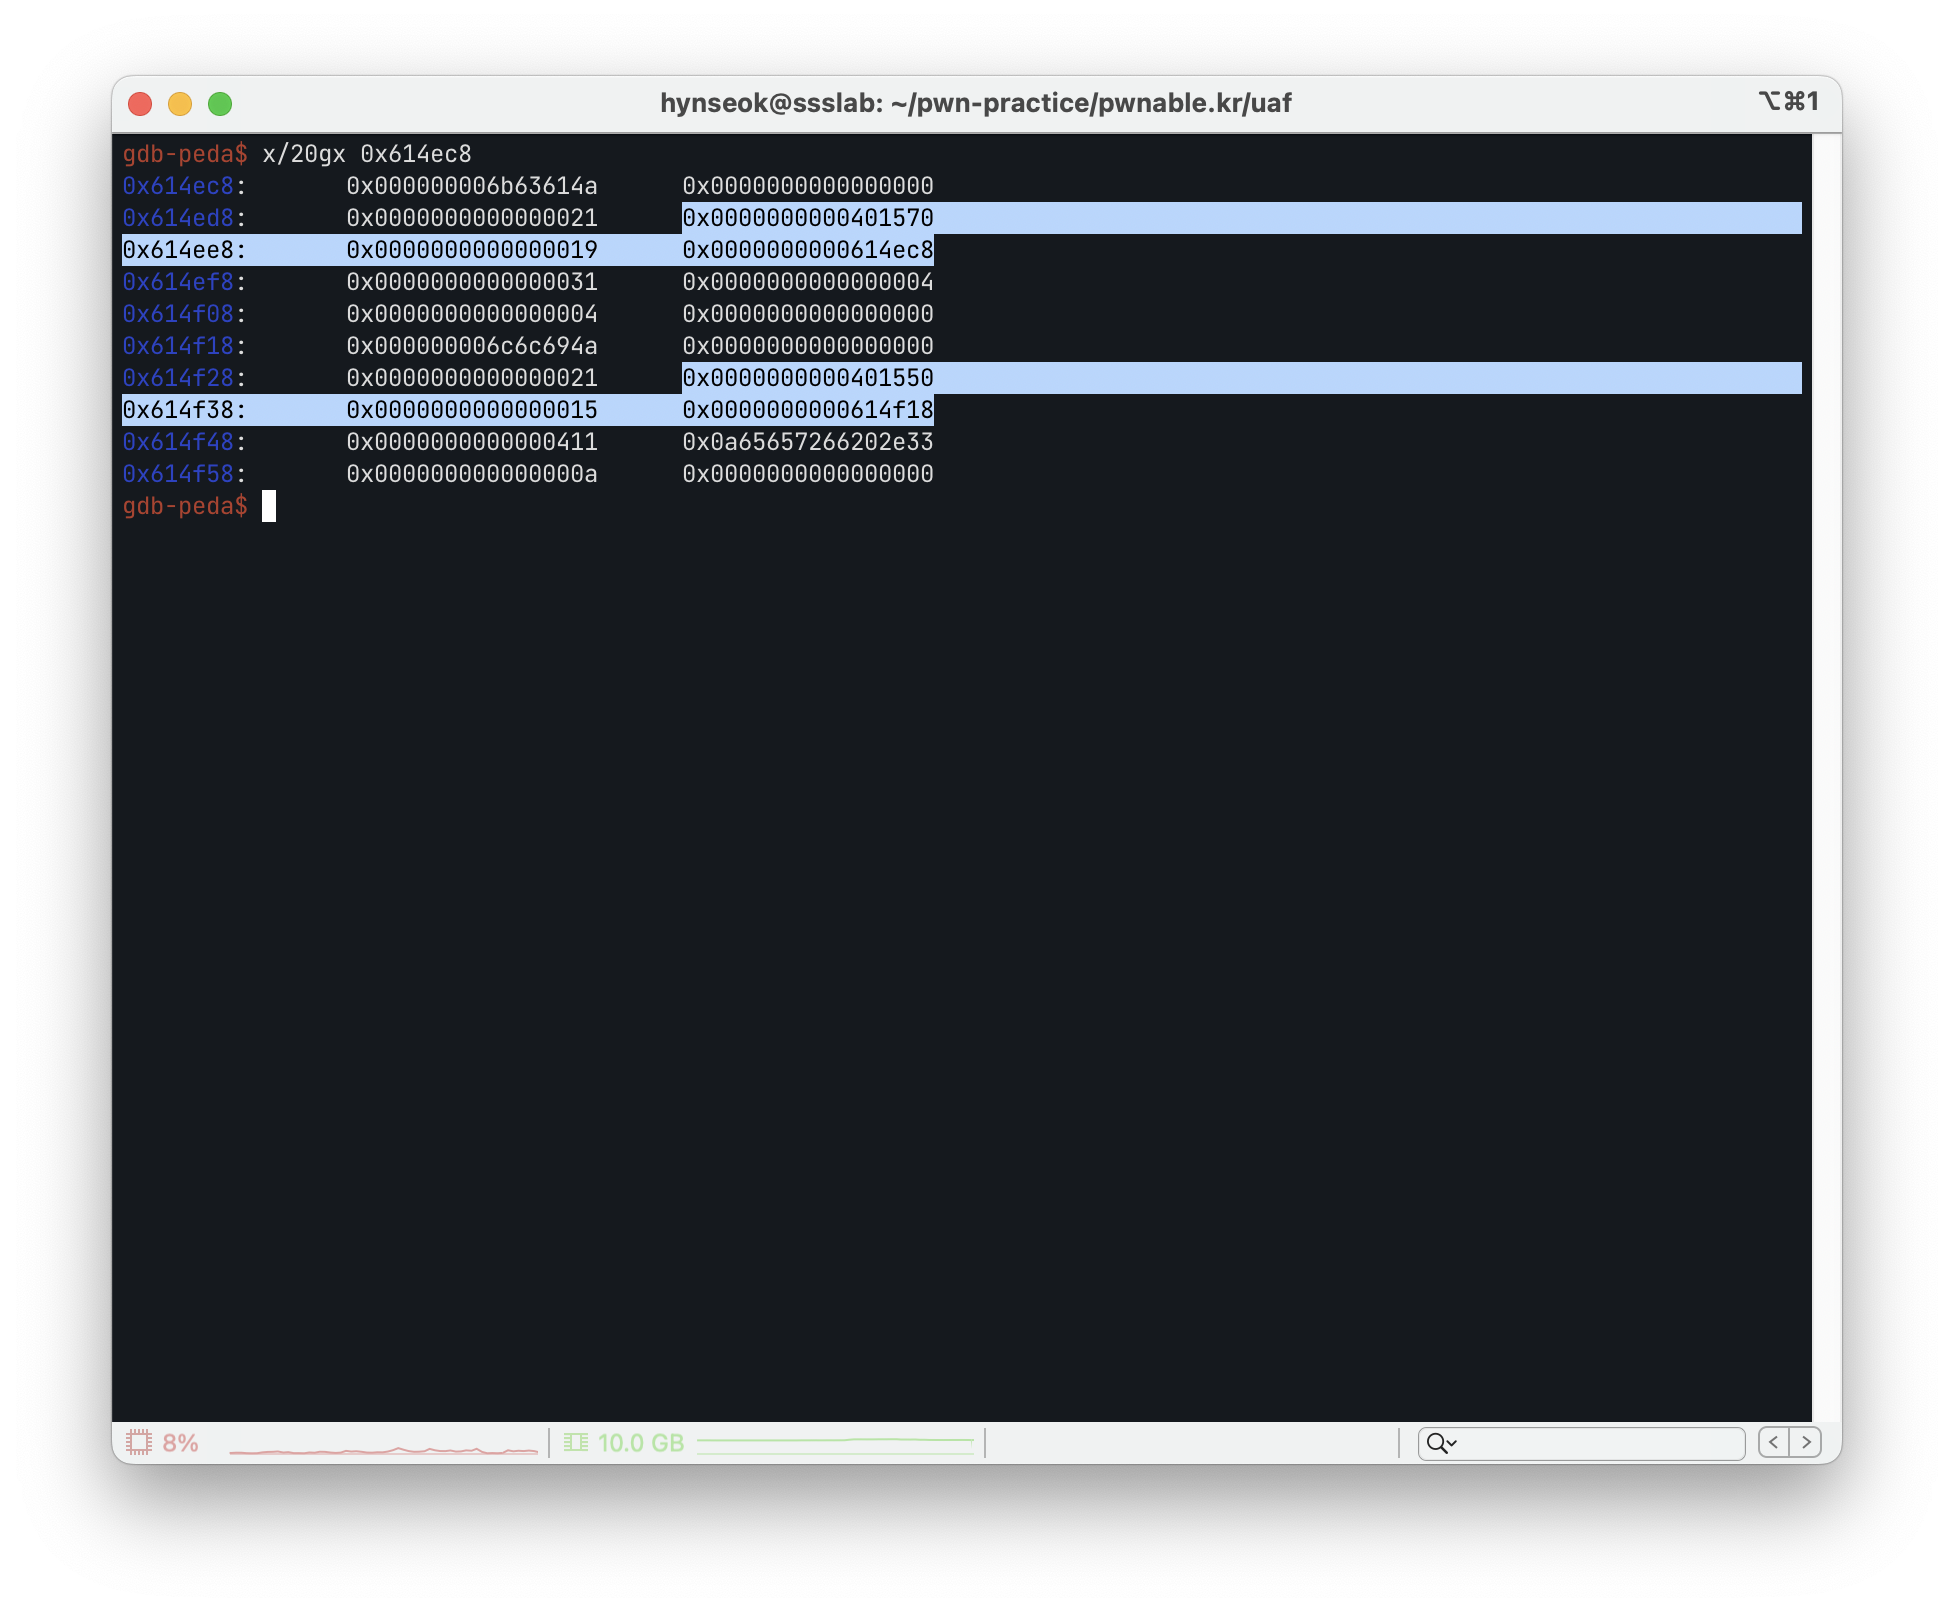 hynseok@ssslab: ~/pwn-practice/pwnable.kr/uaf ⌥⌘1
gdb-peda$ x/20gx 0x614ec8
0x614ec8: 0x000000006b63614a 0x0000000000000000
0x614ed8: 0x0000000000000021 0x0000000000401570
0x614ee8: 0x0000000000000019 0x0000000000614ec8
0x614ef8: 0x0000000000000031 0x0000000000000004
0x614f08: 0x0000000000000004 0x0000000000000000
0x614f18: 0x000000006c6c694a 0x0000000000000000
0x614f28: 0x0000000000000021 0x0000000000401550
0x614f38: 0x0000000000000015 0x0000000000614f18
0x614f48: 0x0000000000000411 0x0a65657266202e33
0x614f58: 0x000000000000000a 0x0000000000000000
gdb-peda$
8% 10.0 GB